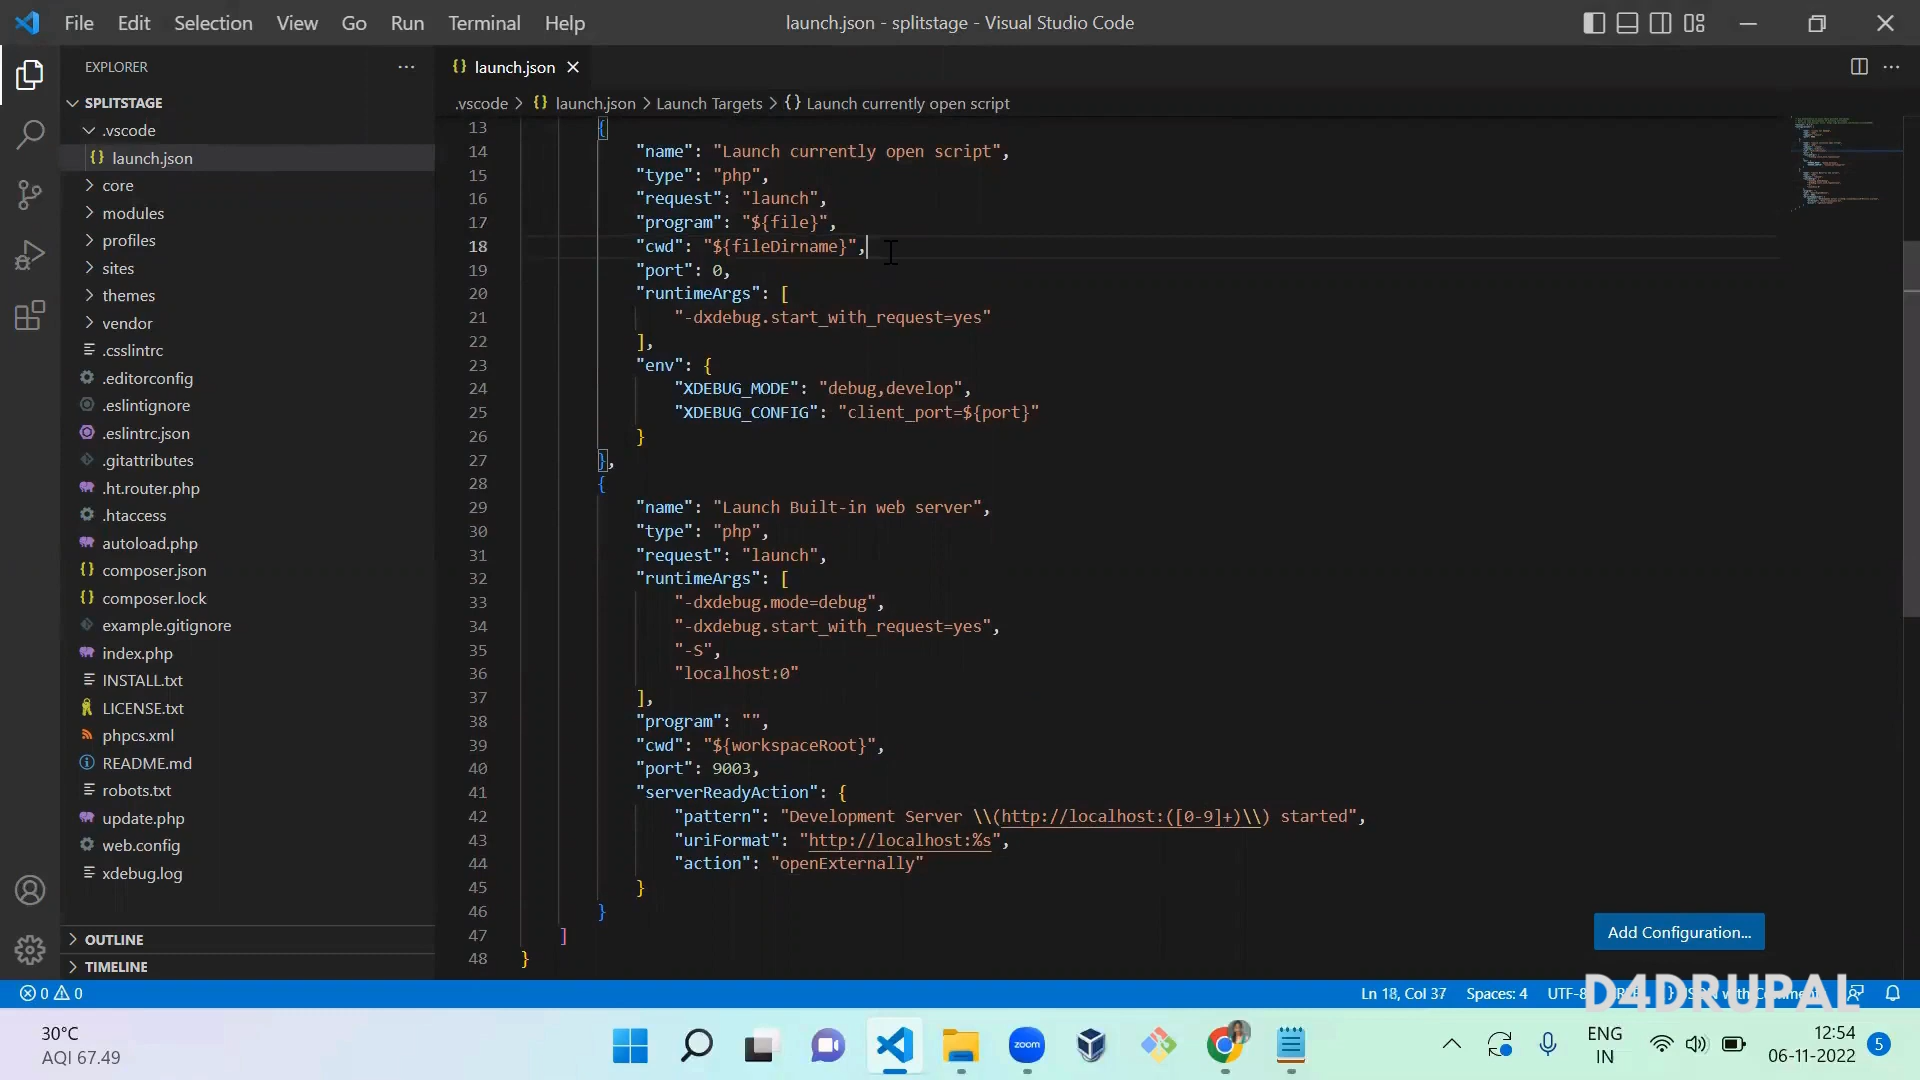 File Edit Selection View Go Run Terminal Help
launch.json - splitstage - Visual Studio Code
EXPLORER
SPLITSTAGE
.vscode
launch.json
core
modules
profiles
sites
themes
vendor
.csslintrc
.editorconfig
.eslintignore
.eslintrc.json
.gitattributes
.ht.router.php
.htaccess
autoload.php
composer.json
composer.lock
example.gitignore
index.php
INSTALL.txt
LICENSE.txt
phpcs.xml
README.md
robots.txt
update.php
web.config
xdebug.log
OUTLINE
TIMELINE
{} launch.json
.vscode > {} launch.json > Launch Targets > {} Launch currently open script
13 {
14 "name": "Launch currently open script",
15 "type": "php",
16 "request": "launch",
17 "program": "${file}",
18 "cwd": "${fileDirname}",
19 "port": 0,
20 "runtimeArgs": [
21 "-dxdebug.start_with_request=yes"
22 ],
23 "env": {
24 "XDEBUG_MODE": "debug,develop",
25 "XDEBUG_CONFIG": "client_port=${port}"
26 }
27 },
28 {
29 "name": "Launch Built-in web server",
30 "type": "php",
31 "request": "launch",
32 "runtimeArgs": [
33 "-dxdebug.mode=debug",
34 "-dxdebug.start_with_request=yes",
35 "-S",
36 "localhost:0"
37 ],
38 "program": "",
39 "cwd": "${workspaceRoot}",
40 "port": 9003,
41 "serverReadyAction": {
42 "pattern": "Development Server \\(http://localhost:([0-9]+)\\) started",
43 "uriFormat": "http://localhost:%s",
44 "action": "openExternally"
45 }
46 }
47 ]
48 }
Add Configuration...
0 0
Ln 18, Col 37 Spaces: 4
D4DRUPAL
30°C
AQI 67.49
zoom
ENG
IN
12:54
06-11-2022
5